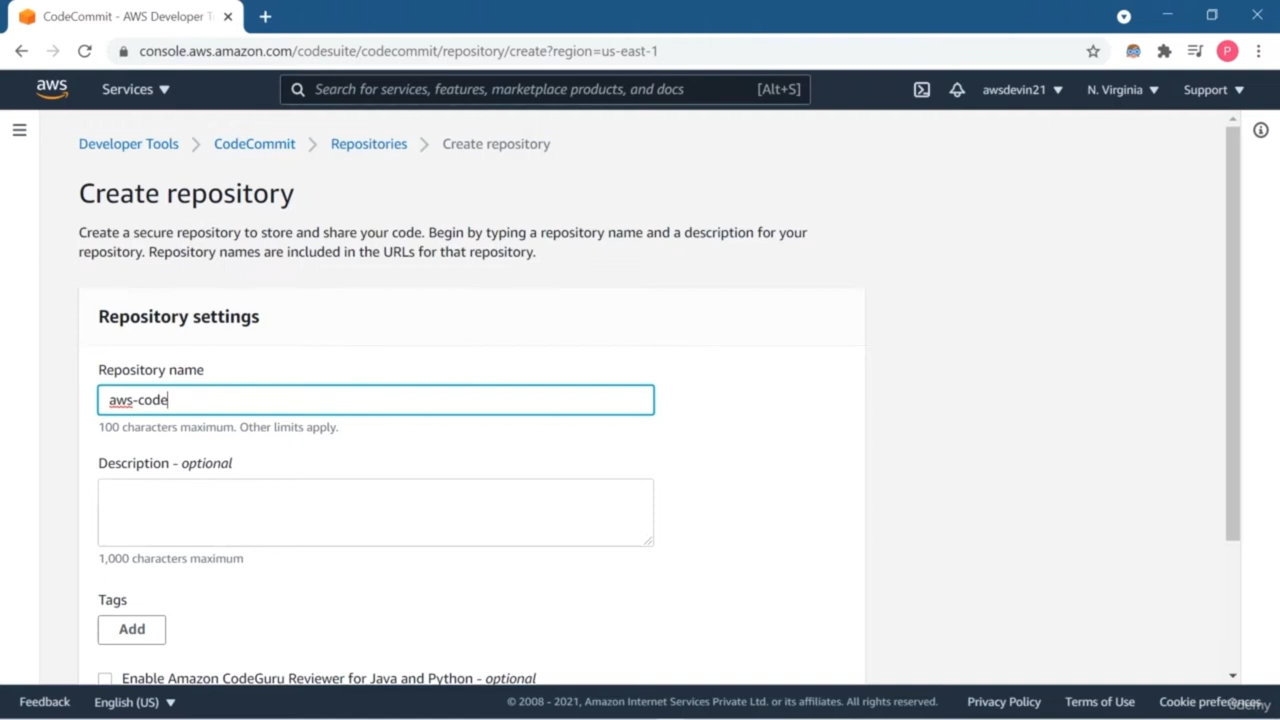 CodeCommit - AWS Developer T
console.aws.amazon.com/codesuite/codecommit/repository/create?region=us-east-1
P
aws
Services
Search for services, features, marketplace products, and docs
[Alt+S]
awsdevin21
N. Virginia
Support
Developer Tools
CodeCommit
Repositories
Create repository
Create repository
Create a secure repository to store and share your code. Begin by typing a repository name and a description for your
repository. Repository names are included in the URLs for that repository.
Repository settings
Repository name
aws-code
100 characters maximum. Other limits apply.
Description - optional
1,000 characters maximum
Tags
Add
Enable Amazon CodeGuru Reviewer for Java and Python - optional
Feedback
English (US)
© 2008 - 2021, Amazon Internet Services Private Ltd. or its affiliates. All rights reserved.
Privacy Policy
Terms of Use
Cookie preferences
Udemy